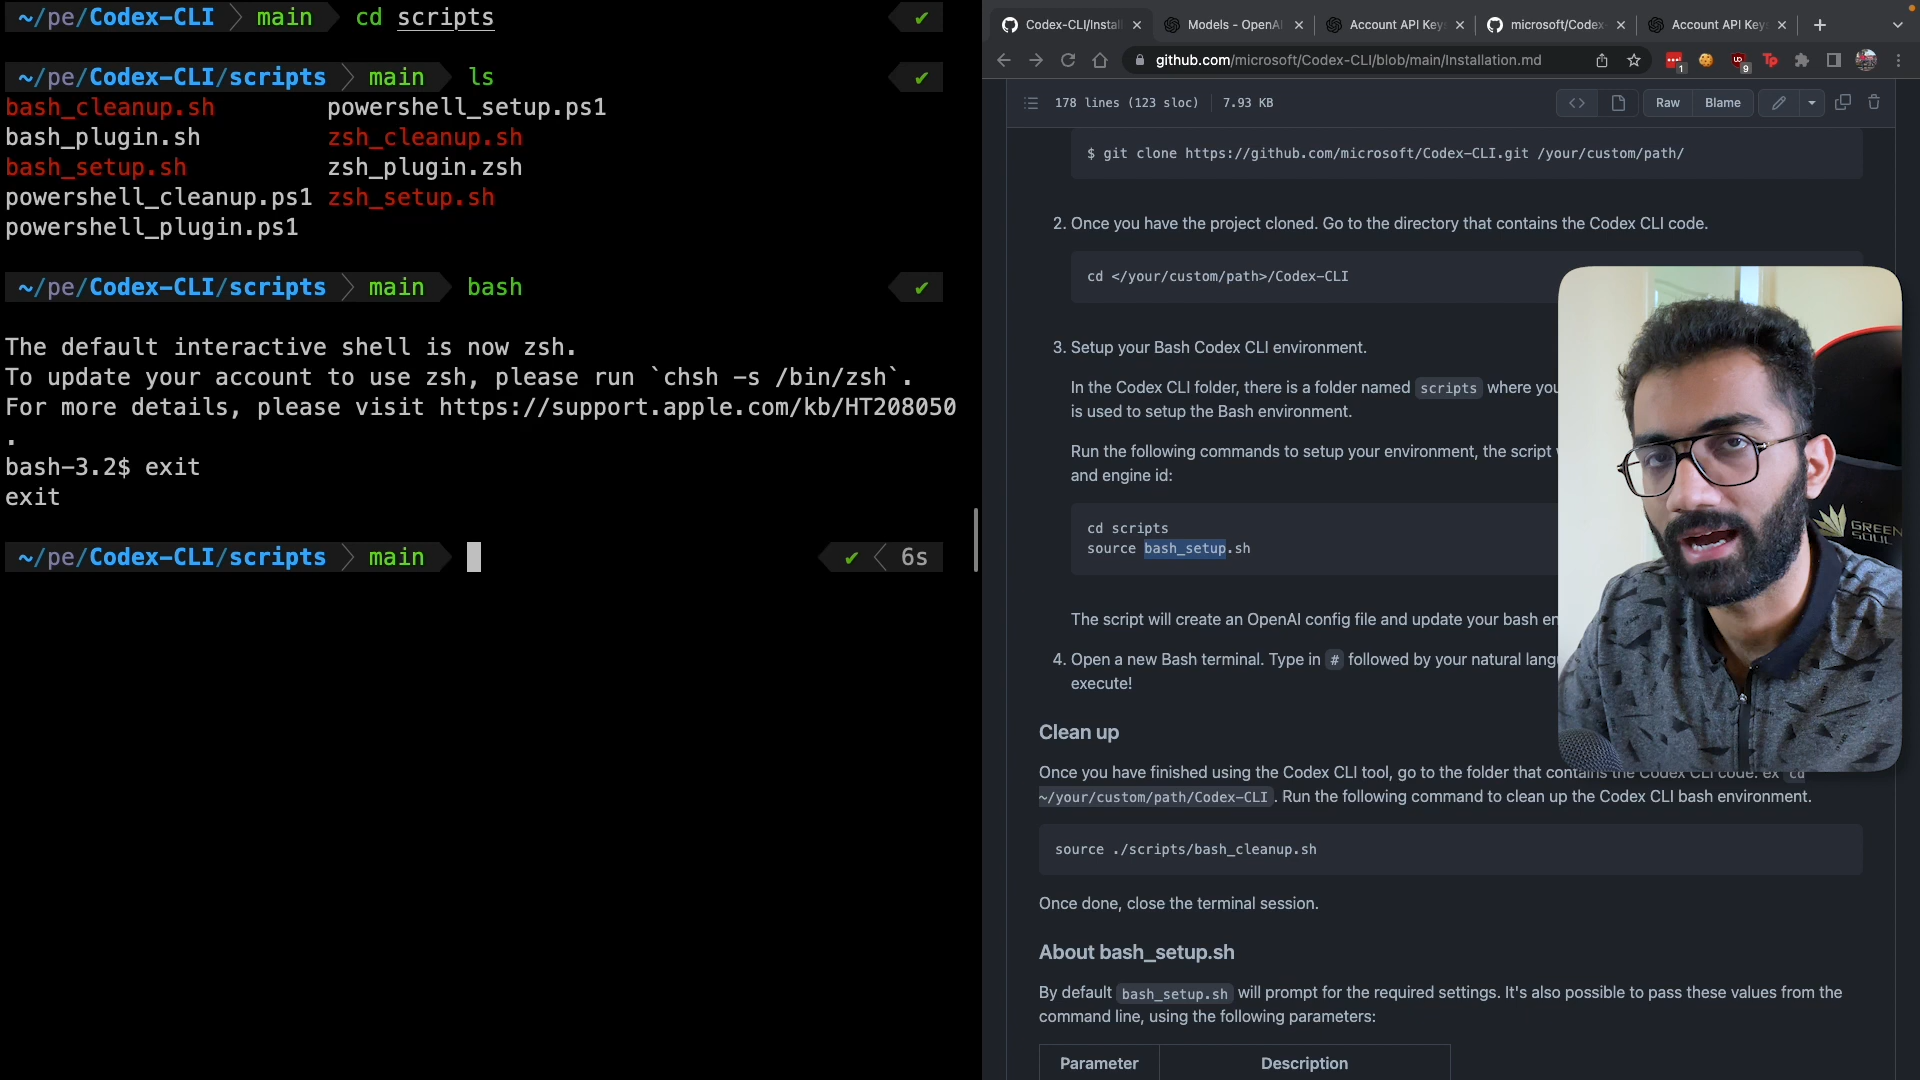 ~/pe/Codex-CLI main cd scripts ✔
~/pe/Codex-CLI/scripts main ls ✔
bash_cleanup.sh powershell_setup.ps1
bash_plugin.sh zsh_cleanup.sh
bash_setup.sh zsh_plugin.zsh
powershell_cleanup.ps1 zsh_setup.sh
powershell_plugin.ps1
~/pe/Codex-CLI/scripts main bash ✔
The default interactive shell is now zsh.
To update your account to use zsh, please run `chsh -s /bin/zsh`.
For more details, please visit https://support.apple.com/kb/HT208050
.
bash-3.2$ exit
exit
~/pe/Codex-CLI/scripts main ✔ 6s
Codex-CLI/Instal Models - OpenAI Account API Key microsoft/Codex Account API Key
github.com/microsoft/Codex-CLI/blob/main/Installation.md
1 9
178 lines (123 sloc) 7.93 KB Raw Blame
$ git clone https://github.com/microsoft/Codex-CLI.git /your/custom/path/
2. Once you have the project cloned. Go to the directory that contains the Codex CLI code.
cd </your/custom/path>/Codex-CLI
3. Setup your Bash Codex CLI environment.
In the Codex CLI folder, there is a folder named scripts where you
is used to setup the Bash environment.
Run the following commands to setup your environment, the script
and engine id:
cd scripts
source bash_setup.sh
The script will create an OpenAI config file and update your bash
4. Open a new Bash terminal. Type in # followed by your natural
execute!
Clean up
Once you have finished using the Codex CLI tool, go to the folder that contains the Codex CLI code. ex cd
~/your/custom/path/Codex-CLI . Run the following command to clean up the Codex CLI bash environment.
source ./scripts/bash_cleanup.sh
Once done, close the terminal session.
About bash_setup.sh
By default bash_setup.sh will prompt for the required settings. It's also possible to pass these values from the
command line, using the following parameters:
Parameter Description
GREEN
SOUL